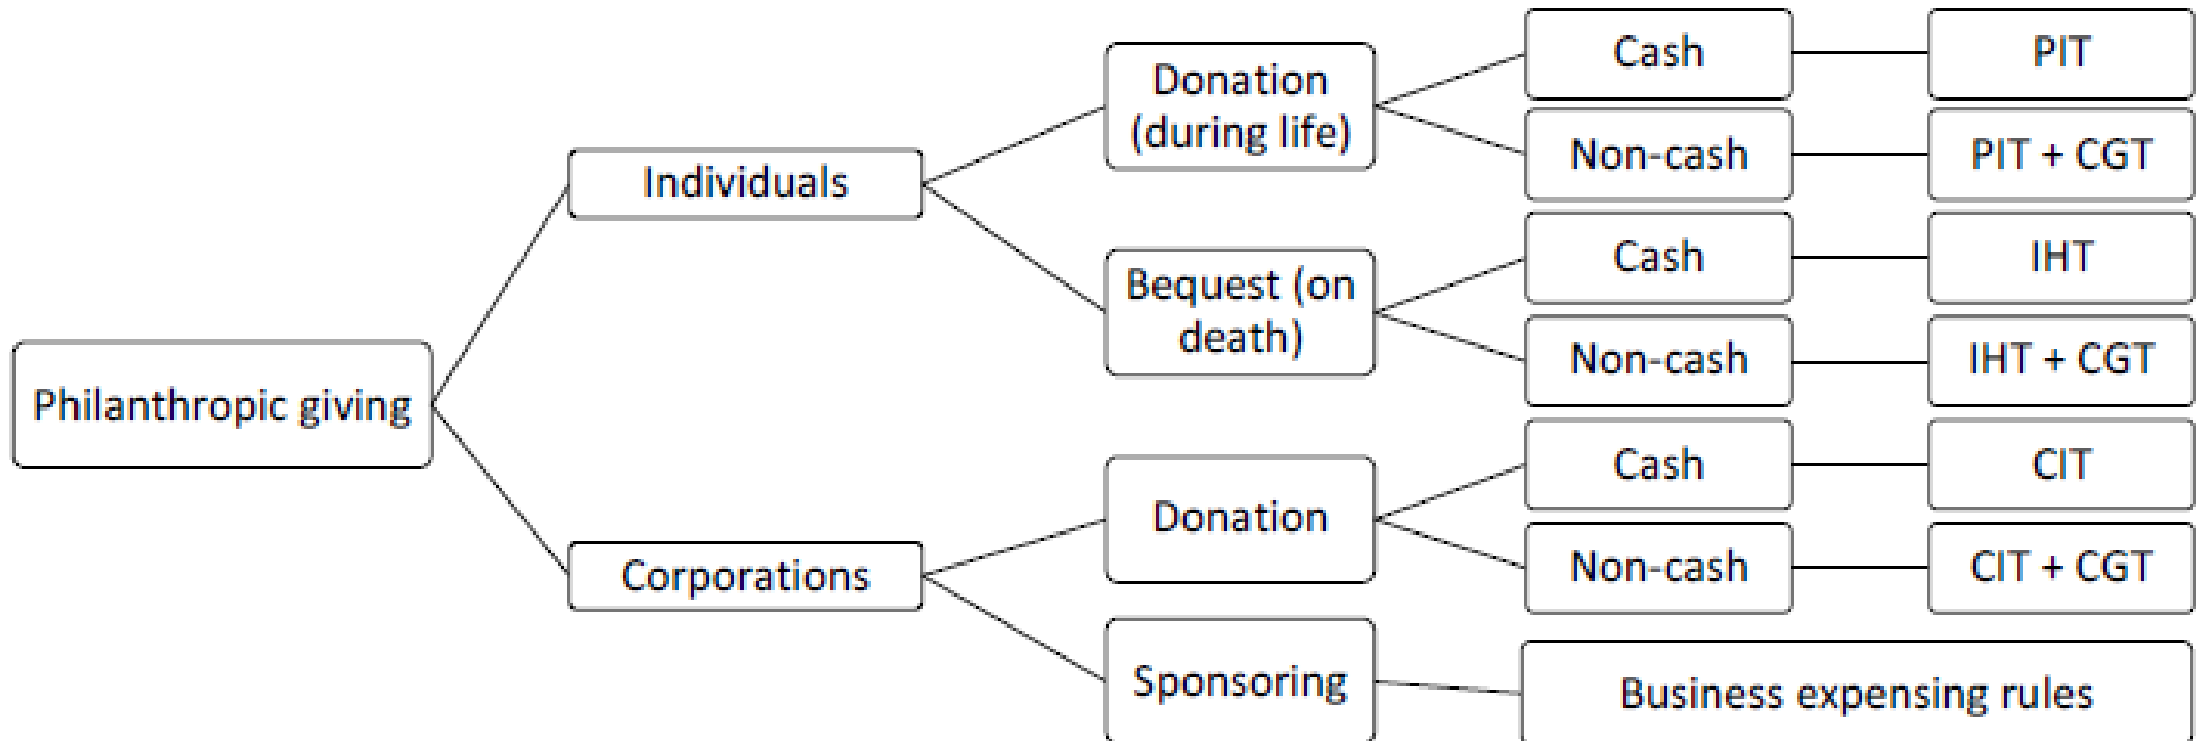 Philanthropic giving
Individuals
Donation
(during life)
Cash
PIT
Non-cash
PIT + CGT
Bequest (on
death)
Cash
IHT
Non-cash
IHT + CGT
Corporations
Donation
Cash
CIT
Non-cash
CIT + CGT
Sponsoring
Business expensing rules